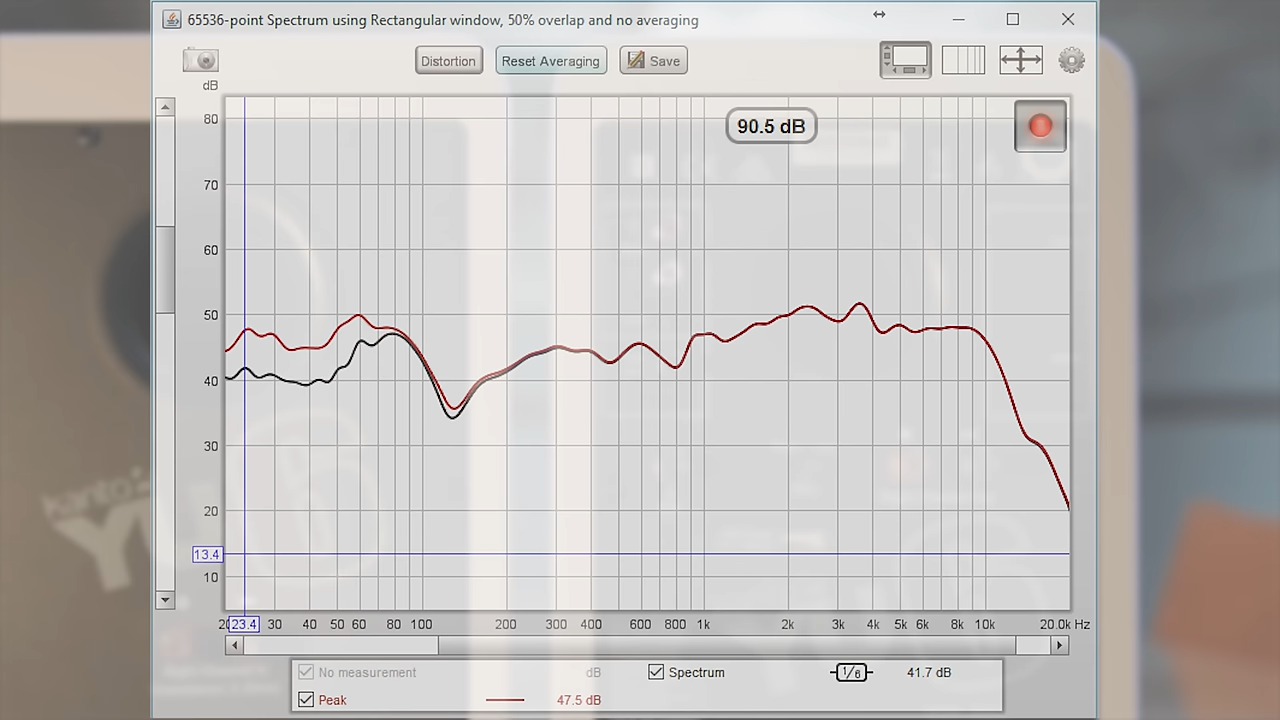 65536-point Spectrum using Rectangular window, 50% overlap and no averaging
Distortion Reset Averaging Save
dB
90.5 dB
80
70
60
50
40
30
20
13.4
10
20 23.4 30 40 50 60 80 100 200 300 400 600 800 1k 2k 3k 4k 5k 6k 8k 10k 20.0k Hz
No measurement dB Spectrum 1/6 41.7 dB
Peak 47.5 dB
kanto